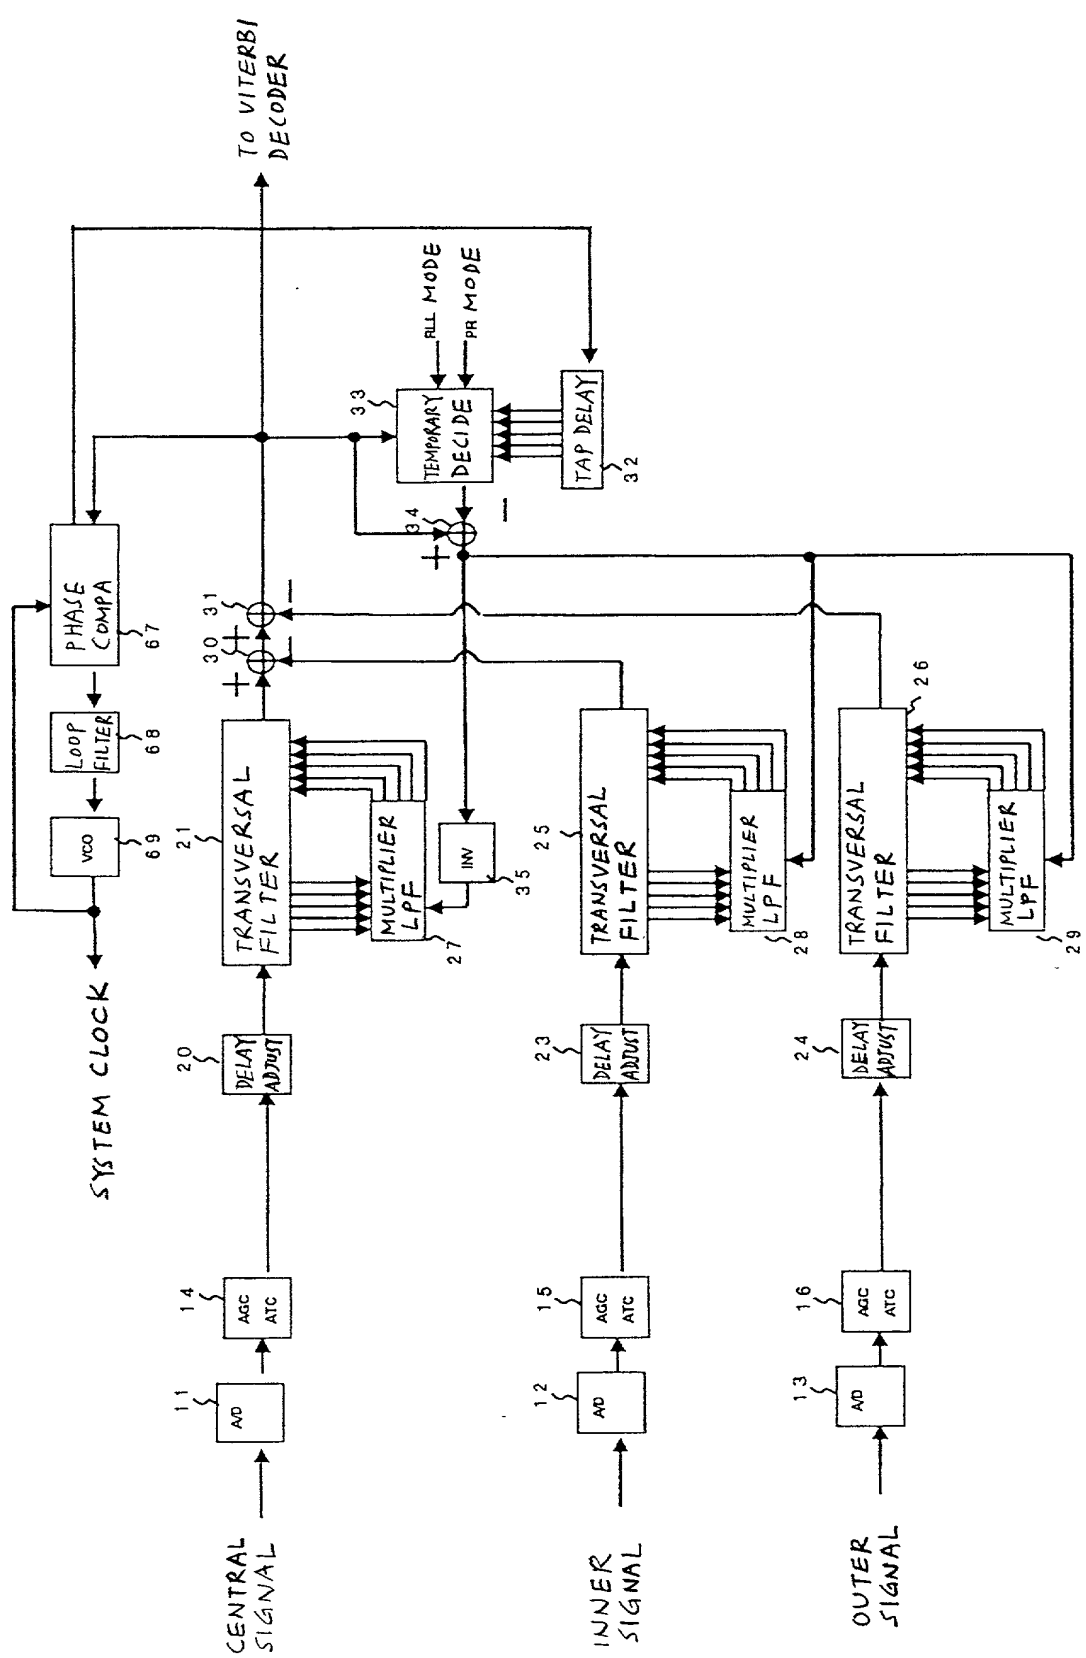 SYSTEM CLOCK
VCO
69
LOOP
FILTER
68
PHASE
COMPA
67
CENTRAL
SIGNAL
A/D
11
AGC
ATC
14
DELAY
ADJUST
20
TRANSVERSAL
FILTER
21
MULTIPLIER
LPF
27
INV
35
+
30
−
+
31
−
TO VITERBI
DECODER
+
34
−
TEMPORARY
DECIDE
33
RLL MODE
PR MODE
TAP DELAY
32
INNER
SIGNAL
A/D
12
AGC
ATC
15
DELAY
ADJUST
23
TRANSVERSAL
FILTER
25
MULTIPLIER
LPF
28
OUTER
SIGNAL
A/D
13
AGC
ATC
16
DELAY
ADJUST
24
TRANSVERSAL
FILTER
26
MULTIPLIER
LPF
29